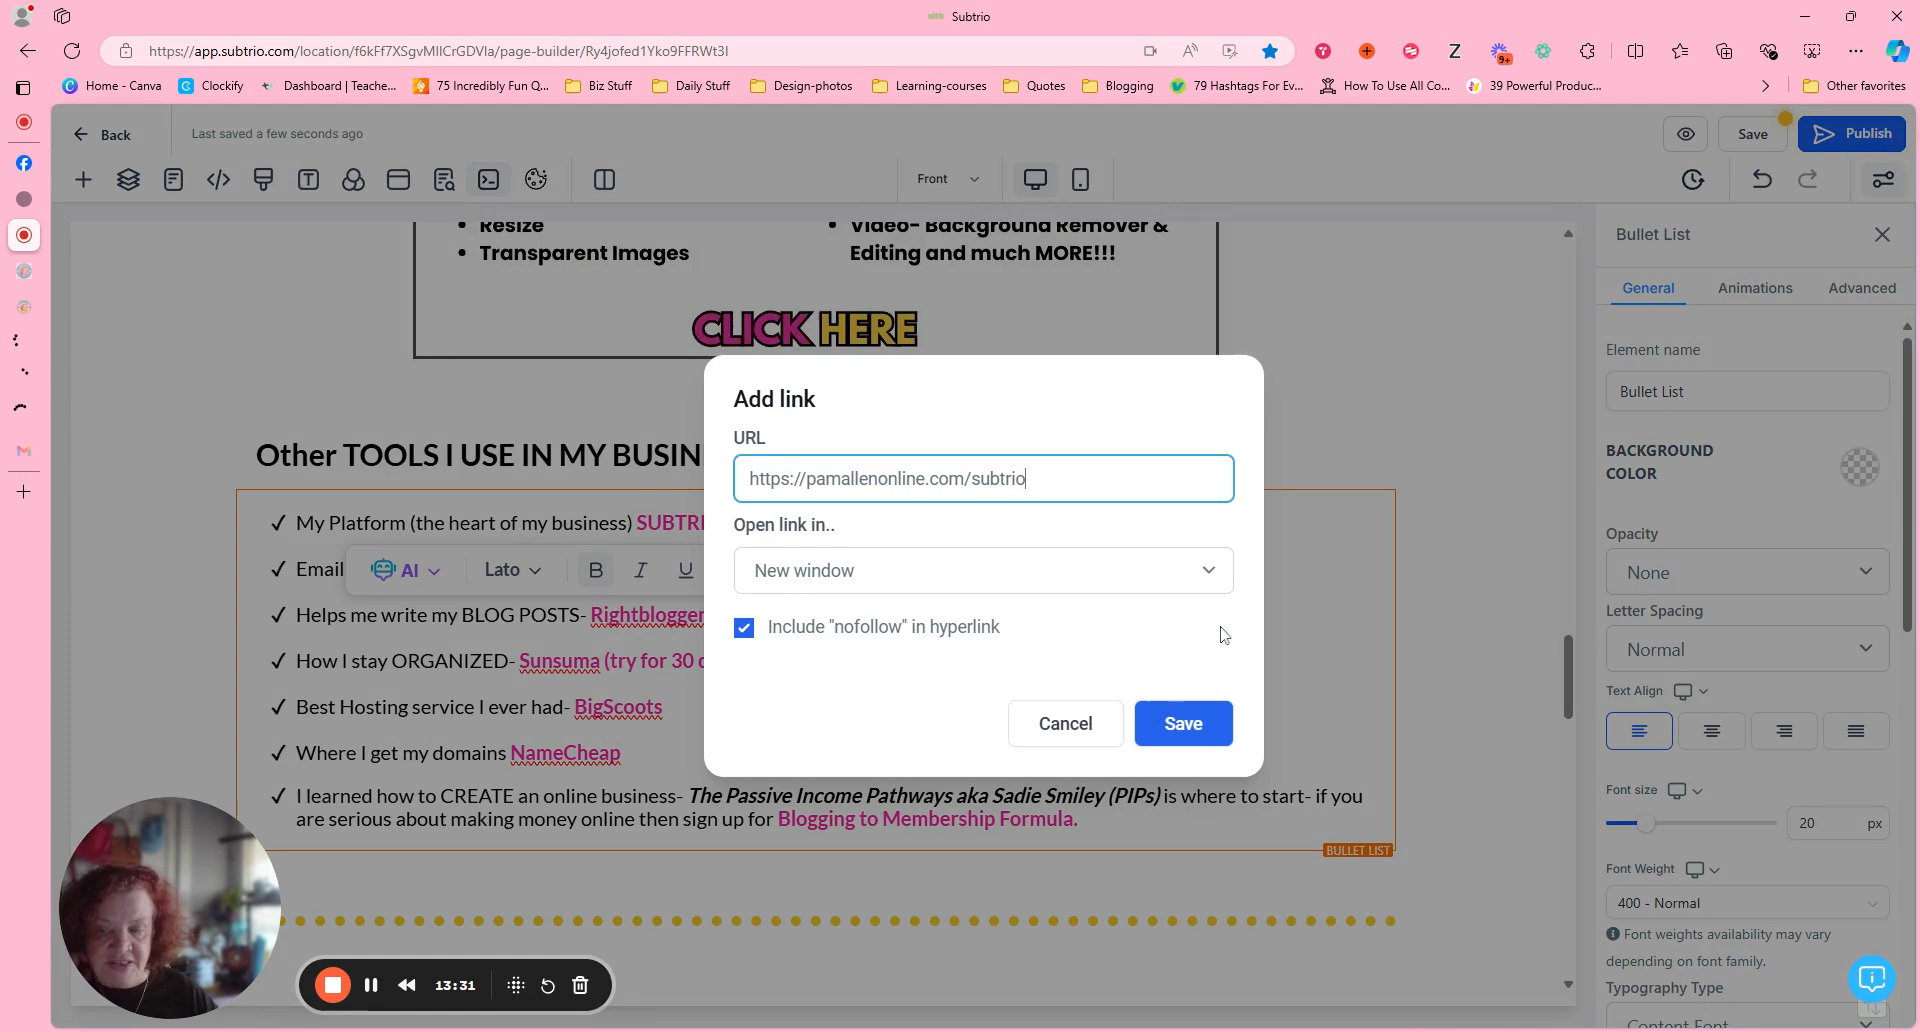 Subtrio
https://app.subtrio.com/location/f6kFf7XSgvMIlCrGDVla/page-builder/Ry4jofed1Yko9FFRWt3I
9+
Home - Canva
Clockify
Dashboard | Teache...
75 Incredibly Fun Q...
Biz Stuff
Daily Stuff
Design-photos
Learning-courses
Quotes
Blogging
79 Hashtags For Ev...
How To Use All Co...
39 Powerful Produc...
Other favorites
Back
Last saved a few seconds ago
Save
Publish
Front
Resize
Transparent Images
Video- Background Remover &
Editing and much MORE!!!
CLICK HERE
Other TOOLS I USE IN MY BUSIN
✓ My Platform (the heart of my business) SUBTRI
✓ Email
AI
Lato
B I U
✓ Helps me write my BLOG POSTS- Rightblogger
✓ How I stay ORGANIZED- Sunsuma (try for 30
✓ Best Hosting service I ever had- BigScoots
✓ Where I get my domains NameCheap
✓ I learned how to CREATE an online business- The Passive Income Pathways aka Sadie Smiley (PIPs) is where to start- if you
are serious about making money online then sign up for Blogging to Membership Formula.
BULLET LIST
Add link
URL
https://pamallenonline.com/subtrio
Open link in..
New window
Include "nofollow" in hyperlink
Cancel
Save
Bullet List
General
Animations
Advanced
Element name
Bullet List
BACKGROUND
COLOR
Opacity
None
Letter Spacing
Normal
Text Align
Font size
20 px
Font Weight
400 - Normal
Font weights availability may vary
depending on font family.
Typography Type
Content Font
13:31